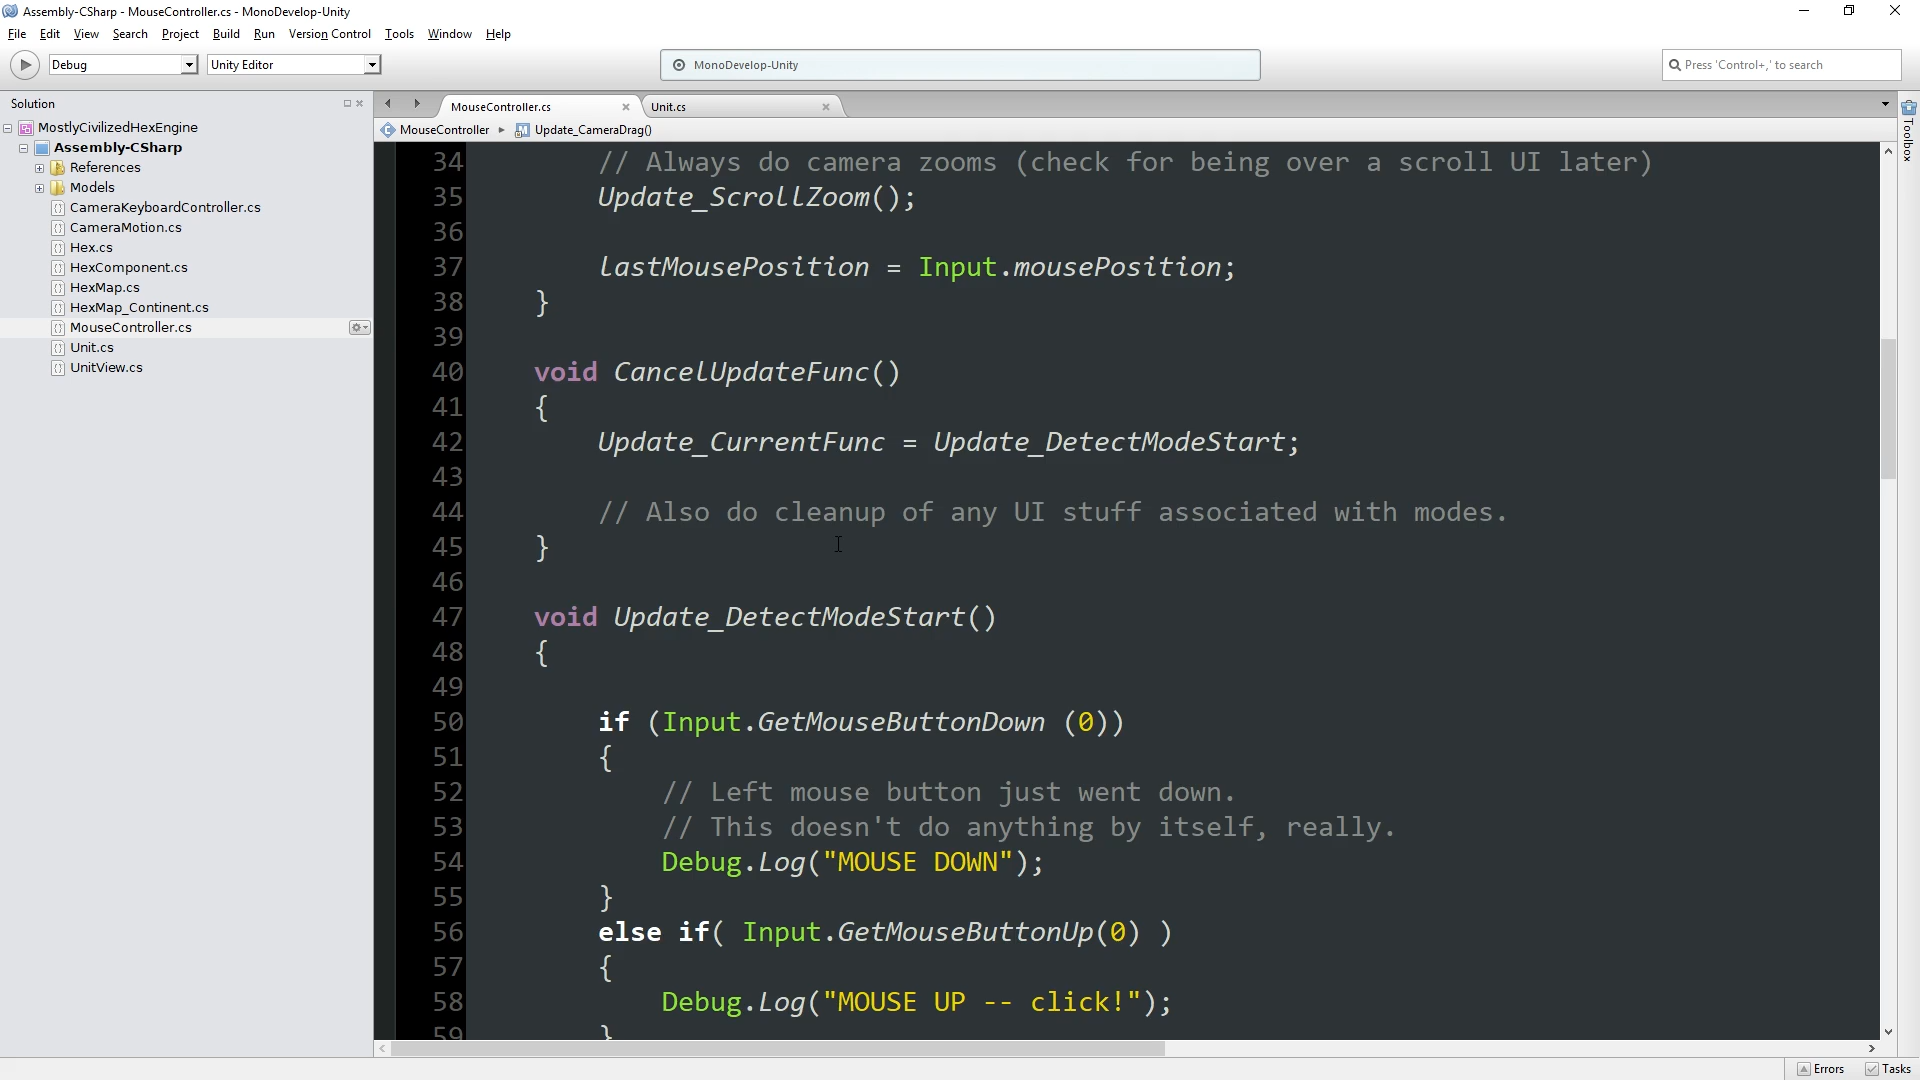 Assembly-CSharp - MouseController.cs - MonoDevelop-Unity
File Edit View Search Project Build Run Version Control Tools Window Help
Debug Unity Editor MonoDevelop-Unity Press 'Control+,' to search
Solution
MostlyCivilizedHexEngine
Assembly-CSharp
References
Models
CameraKeyboardController.cs
CameraMotion.cs
Hex.cs
HexComponent.cs
HexMap.cs
HexMap_Continent.cs
MouseController.cs
Unit.cs
UnitView.cs
MouseController.cs Unit.cs
MouseController Update_CameraDrag()
34 // Always do camera zooms (check for being over a scroll UI later)
35 Update_ScrollZoom();
36
37 lastMousePosition = Input.mousePosition;
38 }
39
40 void CancelUpdateFunc()
41 {
42 Update_CurrentFunc = Update_DetectModeStart;
43
44 // Also do cleanup of any UI stuff associated with modes.
45 }
46
47 void Update_DetectModeStart()
48 {
49
50 if (Input.GetMouseButtonDown (0))
51 {
52 // Left mouse button just went down.
53 // This doesn't do anything by itself, really.
54 Debug.Log("MOUSE DOWN");
55 }
56 else if( Input.GetMouseButtonUp(0) )
57 {
58 Debug.Log("MOUSE UP -- click!");
59 }
Toolbox
Errors Tasks